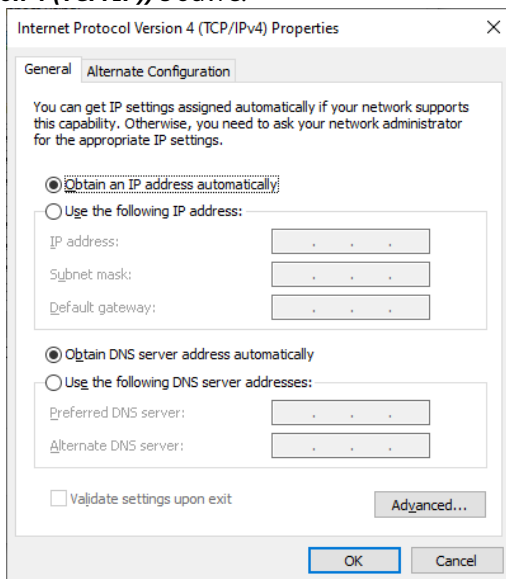 Internet Protocol Version 4 (TCP/IPv4) Properties
General
Alternate Configuration
You can get IP settings assigned automatically if your network supports
this capability. Otherwise, you need to ask your network administrator
for the appropriate IP settings.
Obtain an IP address automatically
Use the following IP address:
IP address:
Subnet mask:
Default gateway:
Obtain DNS server address automatically
Use the following DNS server addresses:
Preferred DNS server:
Alternate DNS server:
Validate settings upon exit
Advanced...
OK
Cancel